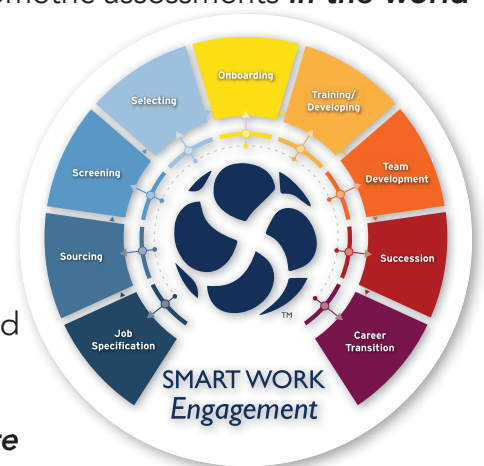 assessments in the world
Onboarding
Selecting
Training/
Developing
Screening
Team
Development
Sourcing
Succession
Job
Specification
Career
Transition
TM
SMART WORK
Engagement